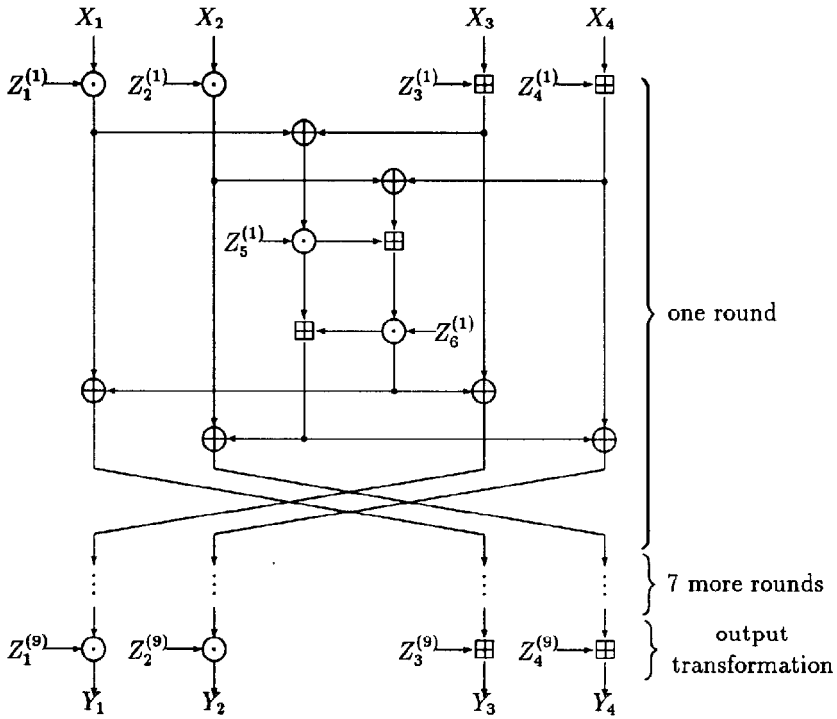 X₁ X₂ X₃ X₄
Z₁⁽¹⁾ Z₂⁽¹⁾ Z₃⁽¹⁾ Z₄⁽¹⁾
Z₅⁽¹⁾
Z₆⁽¹⁾
one round
7 more rounds
Z₁⁽⁹⁾ Z₂⁽⁹⁾ Z₃⁽⁹⁾ Z₄⁽⁹⁾
output
transformation
Y₁ Y₂ Y₃ Y₄